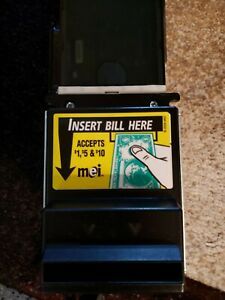 INSERT BILL HERE
ACCEPTS
$1, $5 & $10
mei